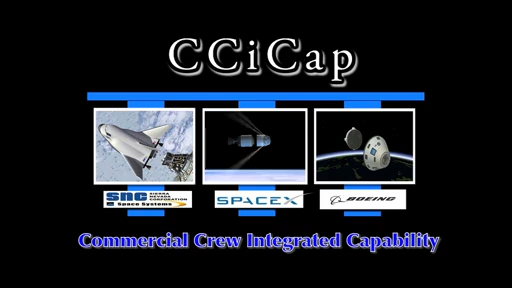 CCiCap
snc SIERRA NEVADA CORPORATION
Space Systems
SPACEX
BOEING
Commercial Crew Integrated Capability